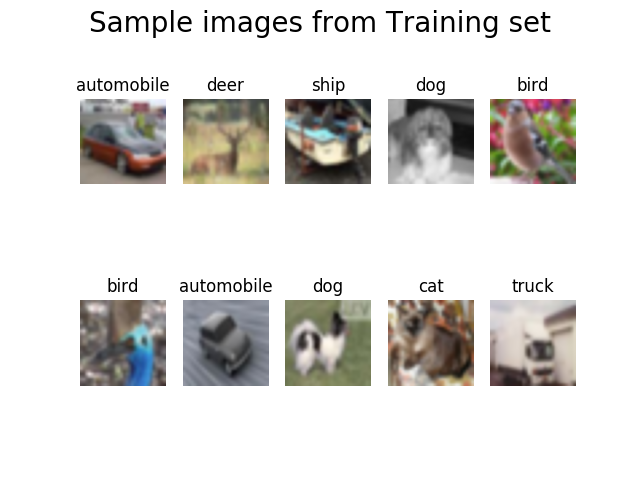 Sample images from Training set
automobile deer ship dog bird
bird automobile dog cat truck